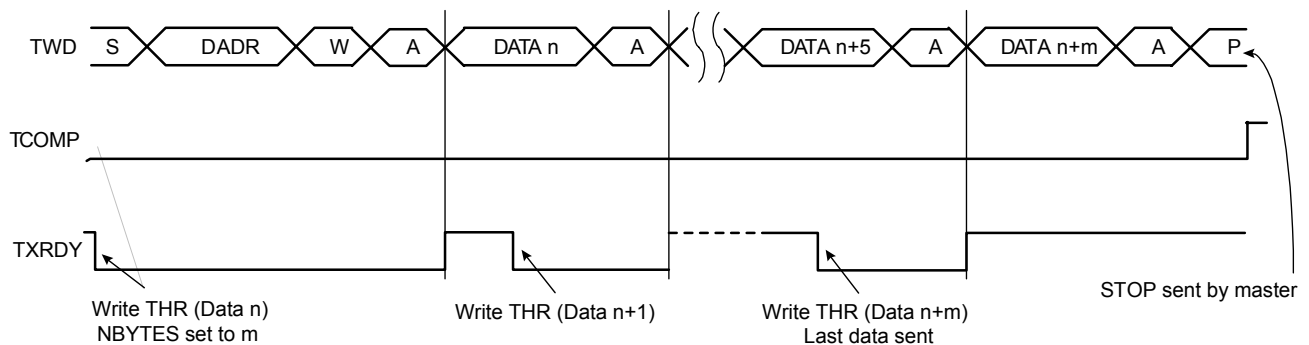 TWD S DADR W A DATA n A DATA n+5 A DATA n+m A P
TCOMP
TXRDY
Write THR (Data n)
NBYTES set to m
Write THR (Data n+1)
Write THR (Data n+m)
Last data sent
STOP sent by master